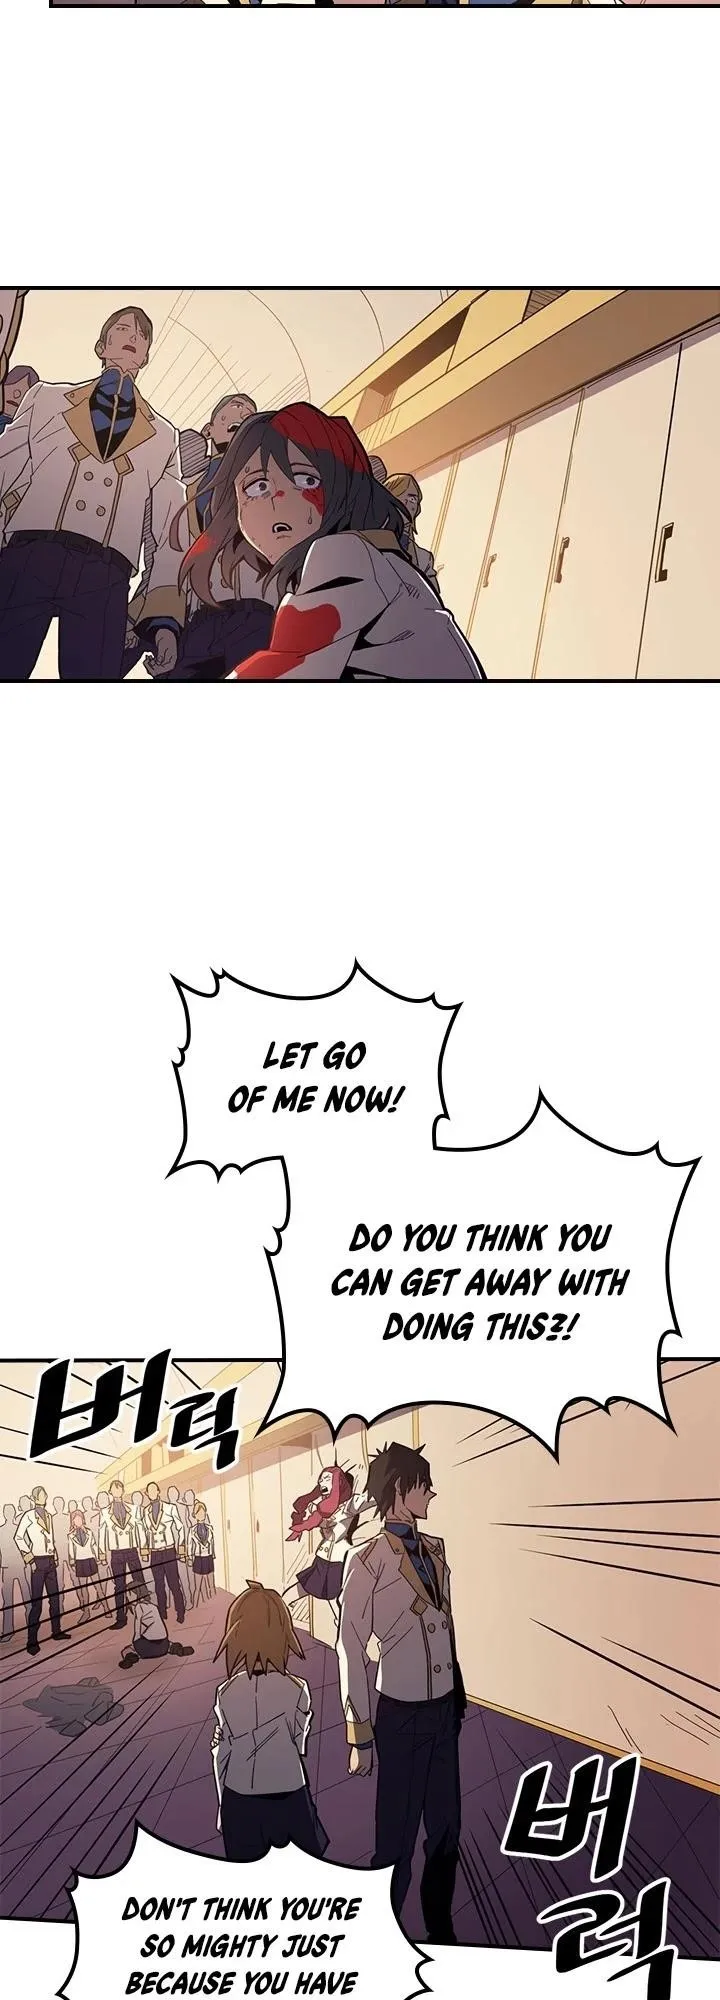 LET GO
OF ME NOW!
DO YOU THINK YOU
CAN GET AWAY WITH
DOING THIS?!
버럭
버
럭
DON'T THINK YOU'RE
SO MIGHTY JUST
BECAUSE YOU HAVE